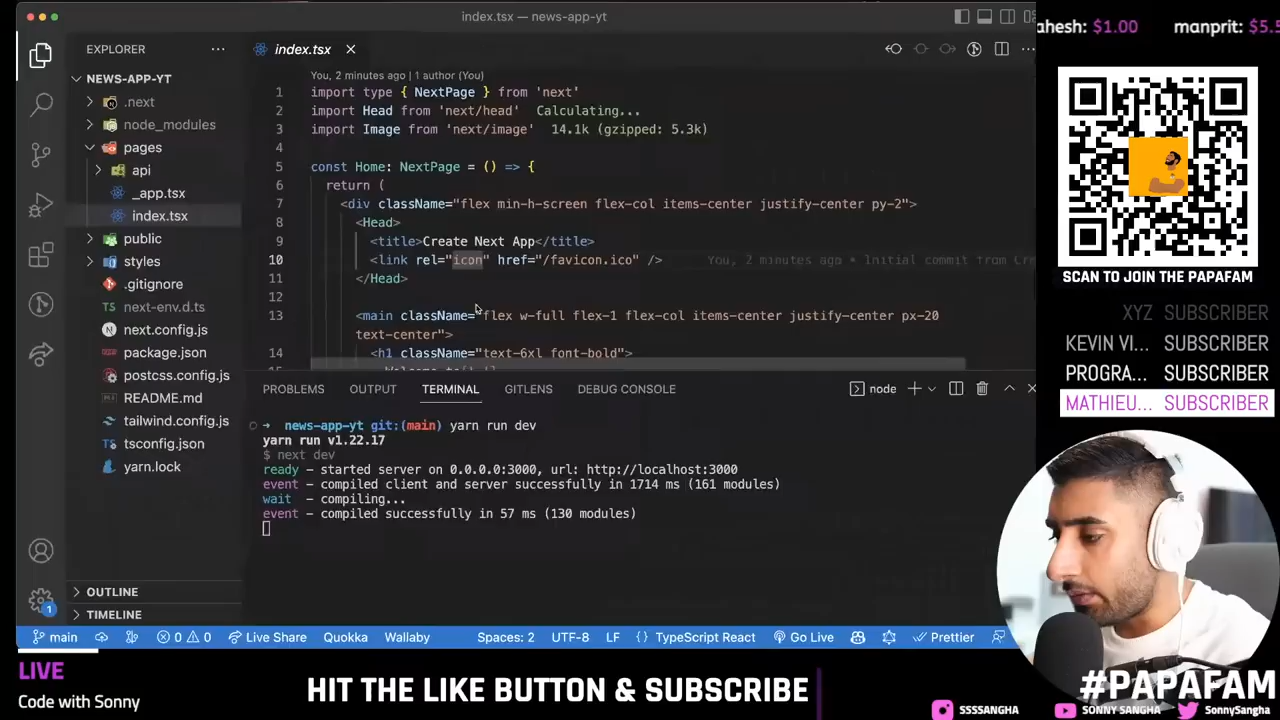 index.tsx — news-app-yt
ahesh: $1.00 manprit: $5.5
EXPLORER
index.tsx
NEWS-APP-YT
.next
node_modules
pages
api
_app.tsx
index.tsx
public
styles
.gitignore
next-env.d.ts
next.config.js
package.json
postcss.config.js
README.md
tailwind.config.js
tsconfig.json
yarn.lock
OUTLINE
TIMELINE
You, 2 minutes ago | 1 author (You)
1 import type { NextPage } from 'next'
2 import Head from 'next/head' Calculating...
3 import Image from 'next/image' 14.1k (gzipped: 5.3k)
4
5 const Home: NextPage = () => {
6 return (
7 <div className="flex min-h-screen flex-col items-center justify-center py-2">
8 <Head>
9 <title>Create Next App</title>
10 <link rel="icon" href="/favicon.ico" /> You, 2 minutes ago • Initial commit from Cre
11 </Head>
12
13 <main className="flex w-full flex-1 flex-col items-center justify-center px-20
text-center">
14 <h1 className="text-6xl font-bold">
PROBLEMS OUTPUT TERMINAL GITLENS DEBUG CONSOLE
node
→ news-app-yt git:(main) yarn run dev
yarn run v1.22.17
$ next dev
ready - started server on 0.0.0.0:3000, url: http://localhost:3000
event - compiled client and server successfully in 1714 ms (161 modules)
wait - compiling...
event - compiled successfully in 57 ms (130 modules)
1
main 0 0 Live Share Quokka Wallaby Spaces: 2 UTF-8 LF {} TypeScript React Go Live Prettier
SCAN TO JOIN THE PAPAFAM
XYZ SUBSCRIBER
KEVIN VI... SUBSCRIBER
PROGRA... SUBSCRIBER
MATHIEU... SUBSCRIBER
LIVE
Code with Sonny
HIT THE LIKE BUTTON & SUBSCRIBE
#PAPAFAM
SSSSANGHA SONNY SANGHA SonnySangha